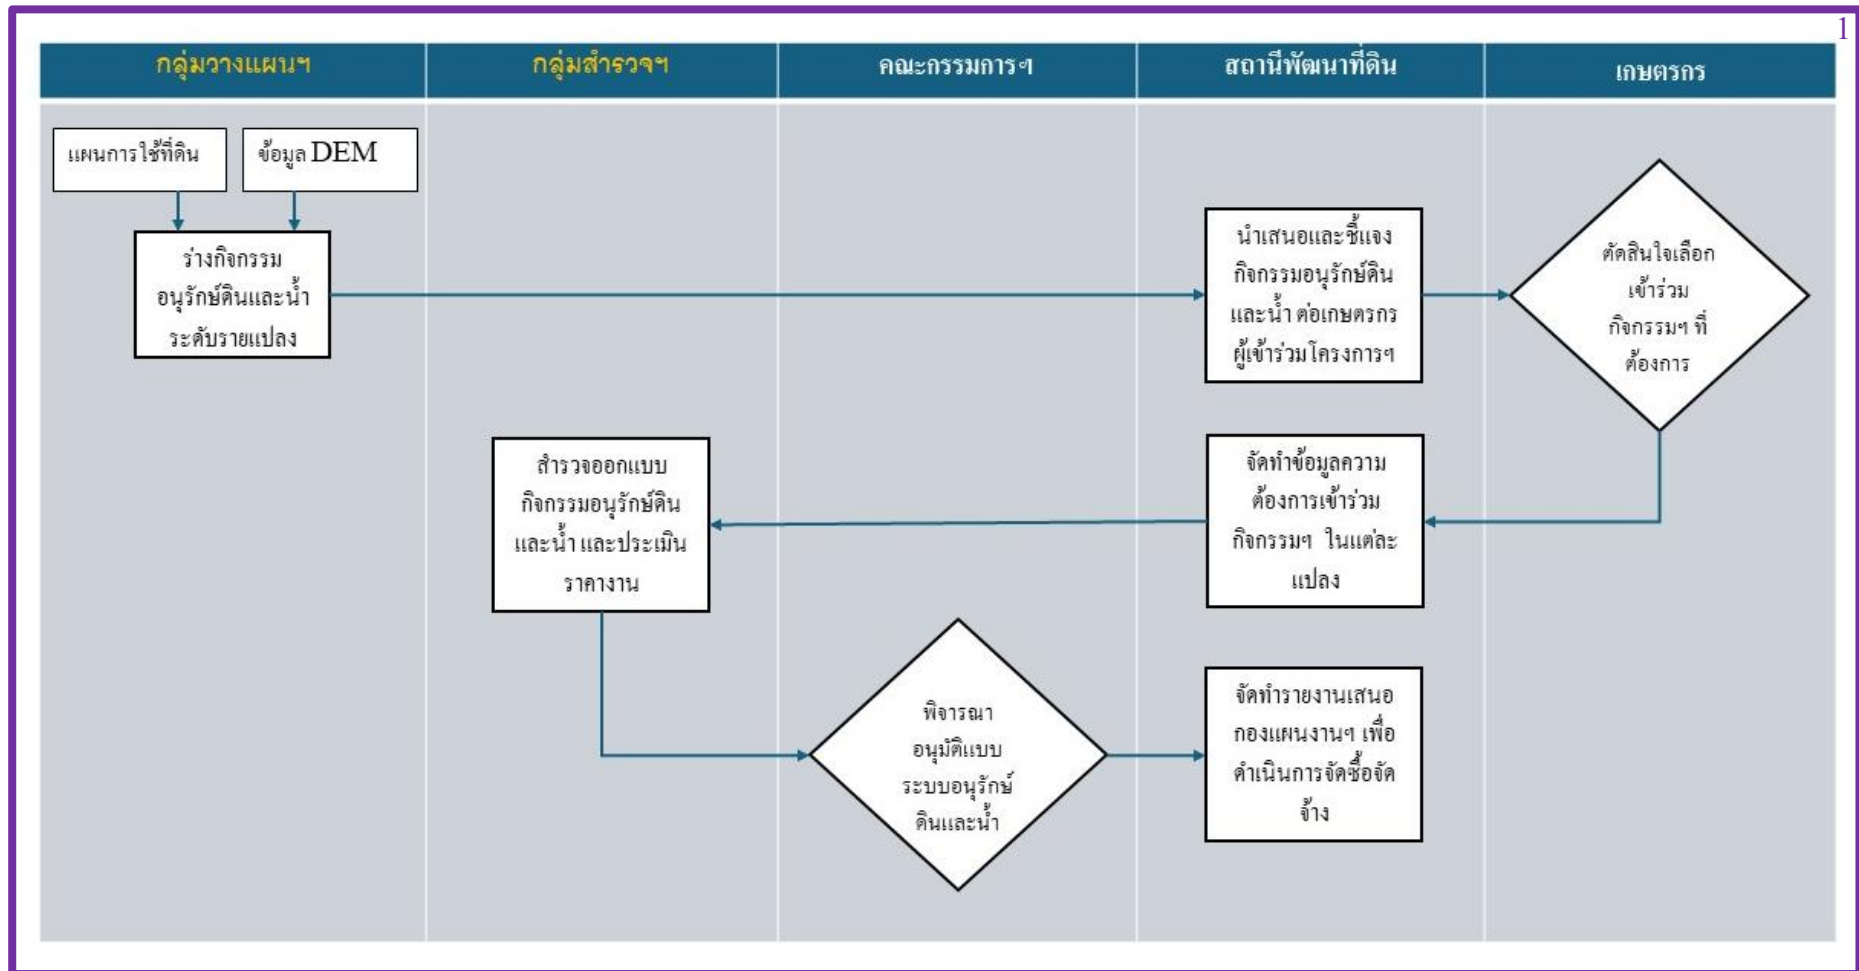 1
กลุ่มวางแผนฯ
กลุ่มสำรวจฯ
คณะกรรมการฯ
สถานีพัฒนาที่ดิน
เกษตรกร
แผนการใช้ที่ดิน
ข้อมูล DEM
ร่างกิจกรรม
อนุรักษ์ดินและน้ำ
ระดับรายแปลง
นำเสนอและชี้แจง
กิจกรรมอนุรักษ์ดิน
และน้ำ ต่อเกษตรกร
ผู้เข้าร่วมโครงการฯ
ตัดสินใจเลือก
เข้าร่วม
กิจกรรมฯ ที่
ต้องการ
สำรวจออกแบบ
กิจกรรมอนุรักษ์ดิน
และน้ำ และประเมิน
ราคางาน
จัดทำข้อมูลความ
ต้องการเข้าร่วม
กิจกรรมฯ ในแต่ละ
แปลง
พิจารณา
อนุมัติแบบ
ระบบอนุรักษ์
ดินและน้ำ
จัดทำรายงานเสนอ
กองแผนงานฯ เพื่อ
ดำเนินการจัดซื้อจัด
จ้าง